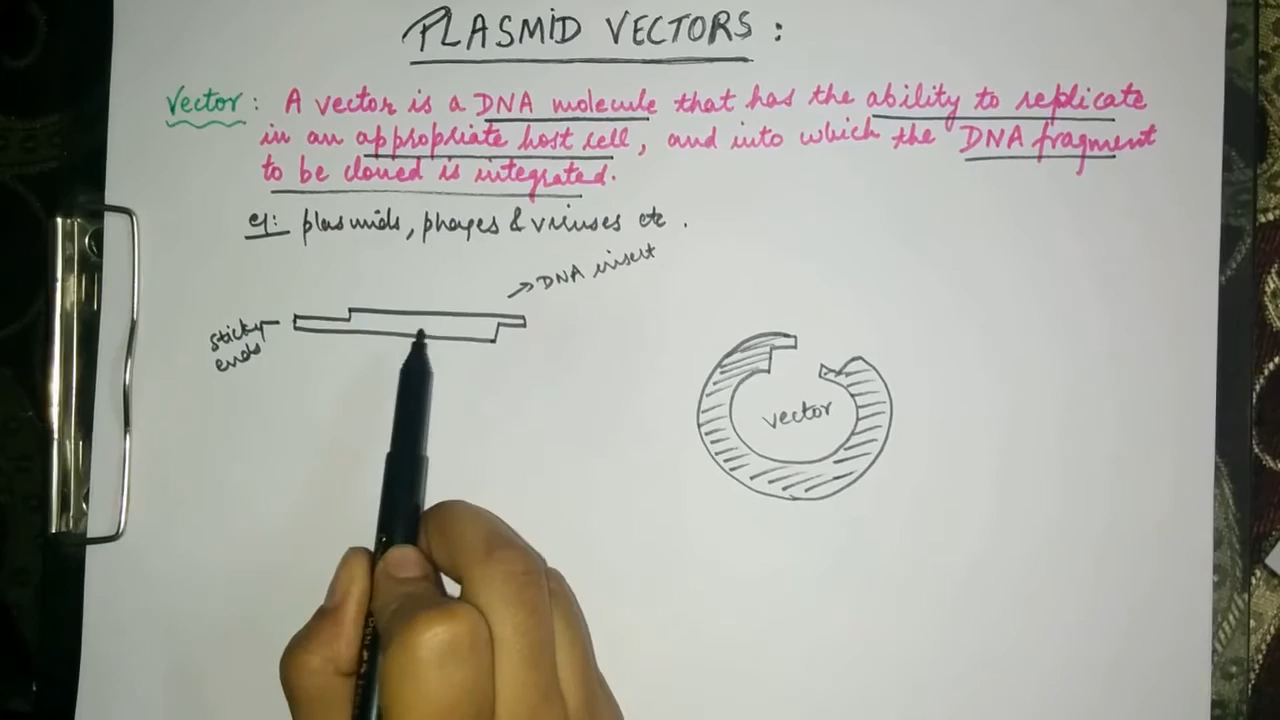 PLASMID VECTORS:
Vector: A vector is a DNA molecule that has the ability to replicate
in an appropriate host cell, and into which the DNA fragment
to be cloned is integrated.
eg: plasmids, phages & viruses etc.
→ DNA insert
sticky
ends
vector